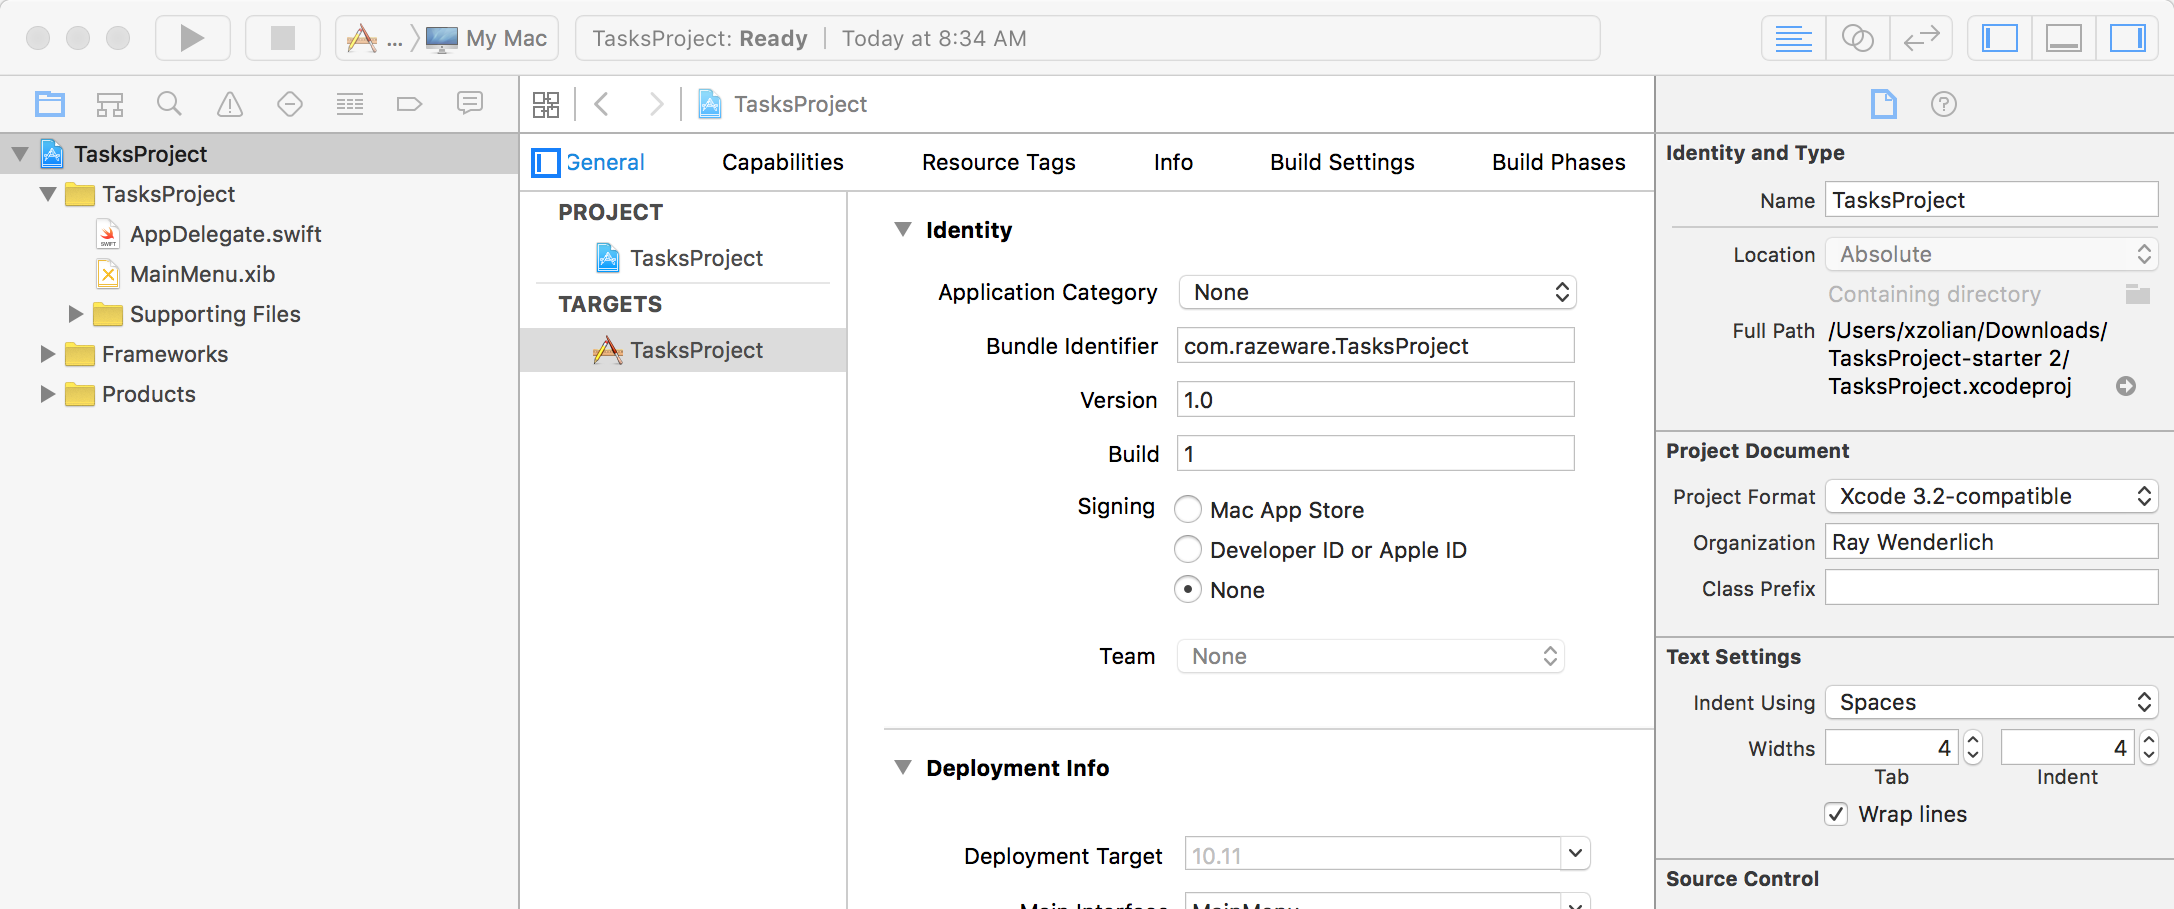 ... My Mac
TasksProject: Ready | Today at 8:34 AM
TasksProject
TasksProject
TasksProject
AppDelegate.swift
MainMenu.xib
Supporting Files
Frameworks
Products
General Capabilities Resource Tags Info Build Settings Build Phases
PROJECT
TasksProject
TARGETS
TasksProject
Identity
Application Category None
Bundle Identifier com.razeware.TasksProject
Version 1.0
Build 1
Signing Mac App Store
Developer ID or Apple ID
None
Team None
Deployment Info
Deployment Target 10.11
Main Interface MainMenu
Identity and Type
Name TasksProject
Location Absolute
Containing directory
Full Path /Users/xzolian/Downloads/
TasksProject-starter 2/
TasksProject.xcodeproj
Project Document
Project Format Xcode 3.2-compatible
Organization Ray Wenderlich
Class Prefix
Text Settings
Indent Using Spaces
Widths 4 4
Tab Indent
Wrap lines
Source Control